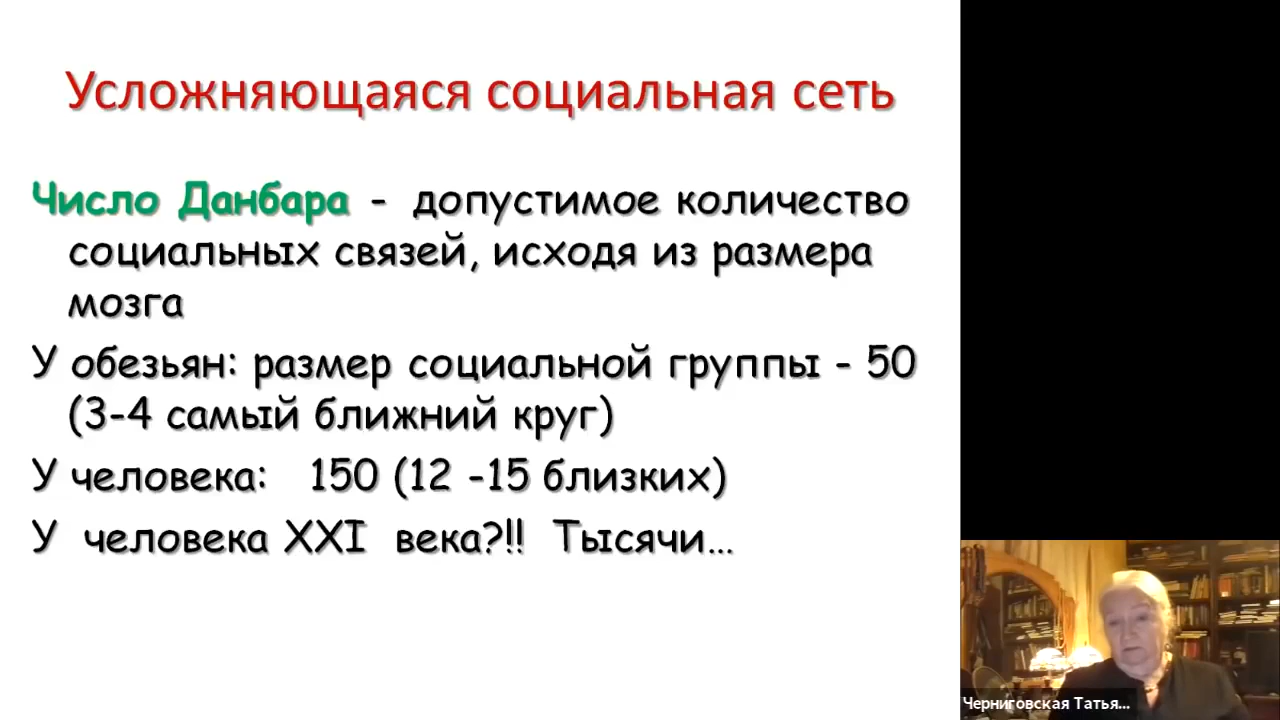 Усложняющаяся социальная сеть
Число Данбара - допустимое количество
социальных связей, исходя из размера
мозга
У обезьян: размер социальной группы - 50
(3-4 самый ближний круг)
У человека: 150 (12 -15 близких)
У человека XXI века?!! Тысячи...
Черниговская Татья...